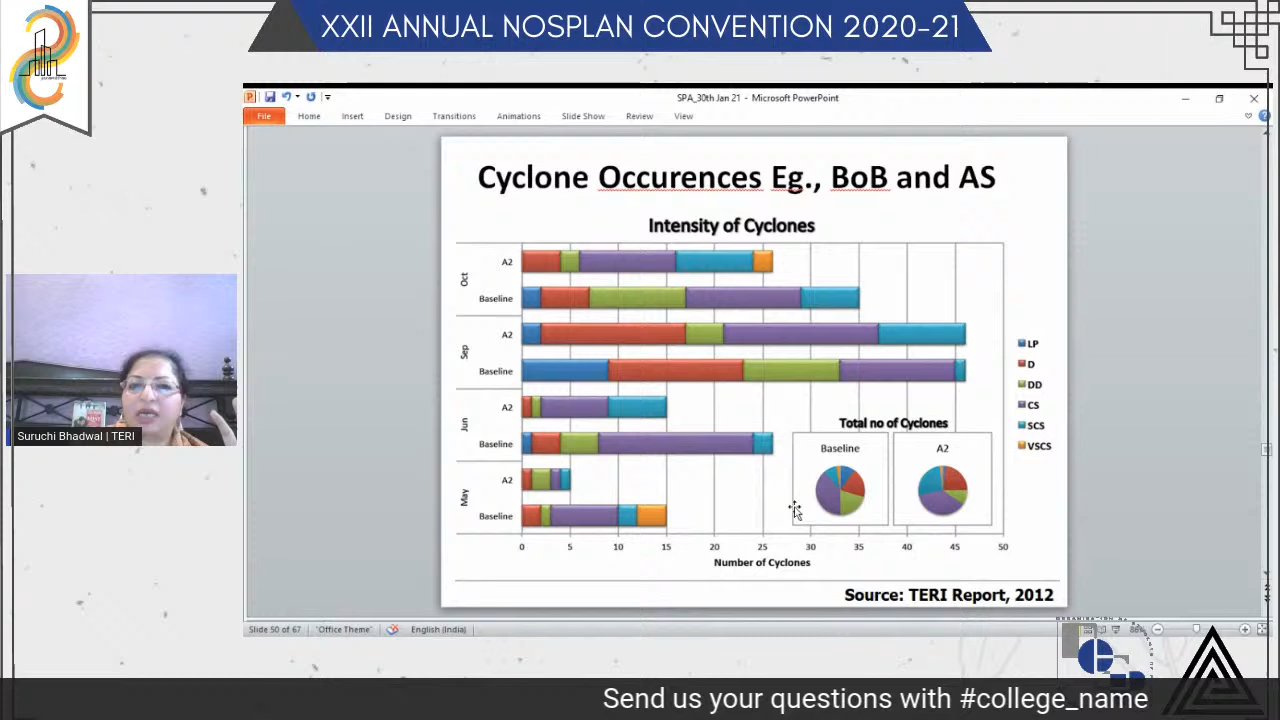 XXII ANNUAL NOSPLAN CONVENTION 2020-21
SPA_30th Jan 21 - Microsoft PowerPoint
File Home Insert Design Transitions Animations Slide Show Review View
Cyclone Occurences Eg., BoB and AS
Intensity of Cyclones
Oct
A2
Baseline
Sep
A2
Baseline
Jun
A2
Baseline
May
A2
Baseline
0 5 10 15 20 25 30 35 40 45 50
Number of Cyclones
LP
D
DD
CS
SCS
VSCS
Total no of Cyclones
Baseline
A2
Source: TERI Report, 2012
Suruchi Bhadwal | TERI
Slide 50 of 67 "Office Theme" English (India)
Send us your questions with #college_name